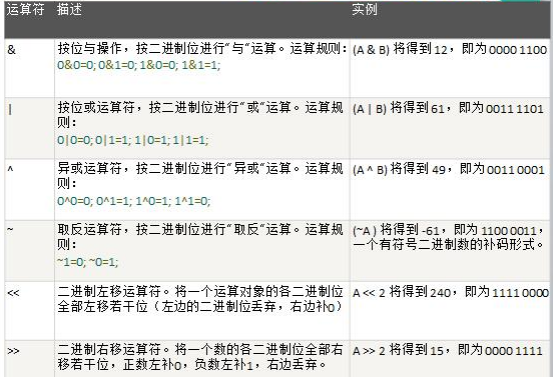 运算符 描述 实例
& 按位与操作，按二进制位进行"与"运算。运算规则： (A & B) 将得到 12，即为 0000 1100
0&0=0; 0&1=0; 1&0=0; 1&1=1;
| 按位或运算符，按二进制位进行"或"运算。运算规 (A | B) 将得到 61，即为 0011 1101
则：
0|0=0; 0|1=1; 1|0=1; 1|1=1;
^ 异或运算符，按二进制位进行"异或"运算。运算规 (A ^ B) 将得到 49，即为 0011 0001
则：
0^0=0; 0^1=1; 1^0=1; 1^1=0;
~ 取反运算符，按二进制进行"取反"运算。运算规 (~A ) 将得到 -61，即为 1100 0011，
则： 一个有符号二进制数的补码形式。
~1=0; ~0=1;
<< 二进制左移运算符。将一个运算对象的各二进制位 A << 2 将得到 240，即为 1111 0000
全部左移若干位（左边的二进制位丢弃，右边补0）
>> 二进制右移运算符。将一个数的各二进制位全部右 A >> 2 将得到 15，即为 0000 1111
移若干位，正数左补0，负数左补1，右边丢弃。